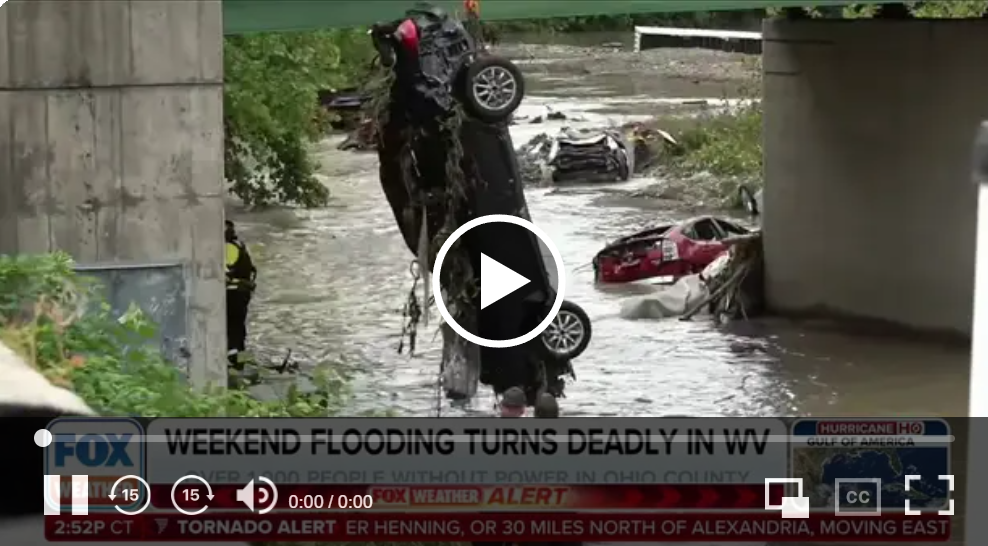 FOX
WEATHER
WEEKEND FLOODING TURNS DEADLY IN WV
OVER 1,000 PEOPLE WITHOUT POWER IN OHIO COUNTY
FOX WEATHER ALERT
HURRICANE HQ
GULF OF AMERICA
15
15
0:00 / 0:00
CC
2:52P CT
TORNADO ALERT ER HENNING, OR 30 MILES NORTH OF ALEXANDRIA, MOVING EAST